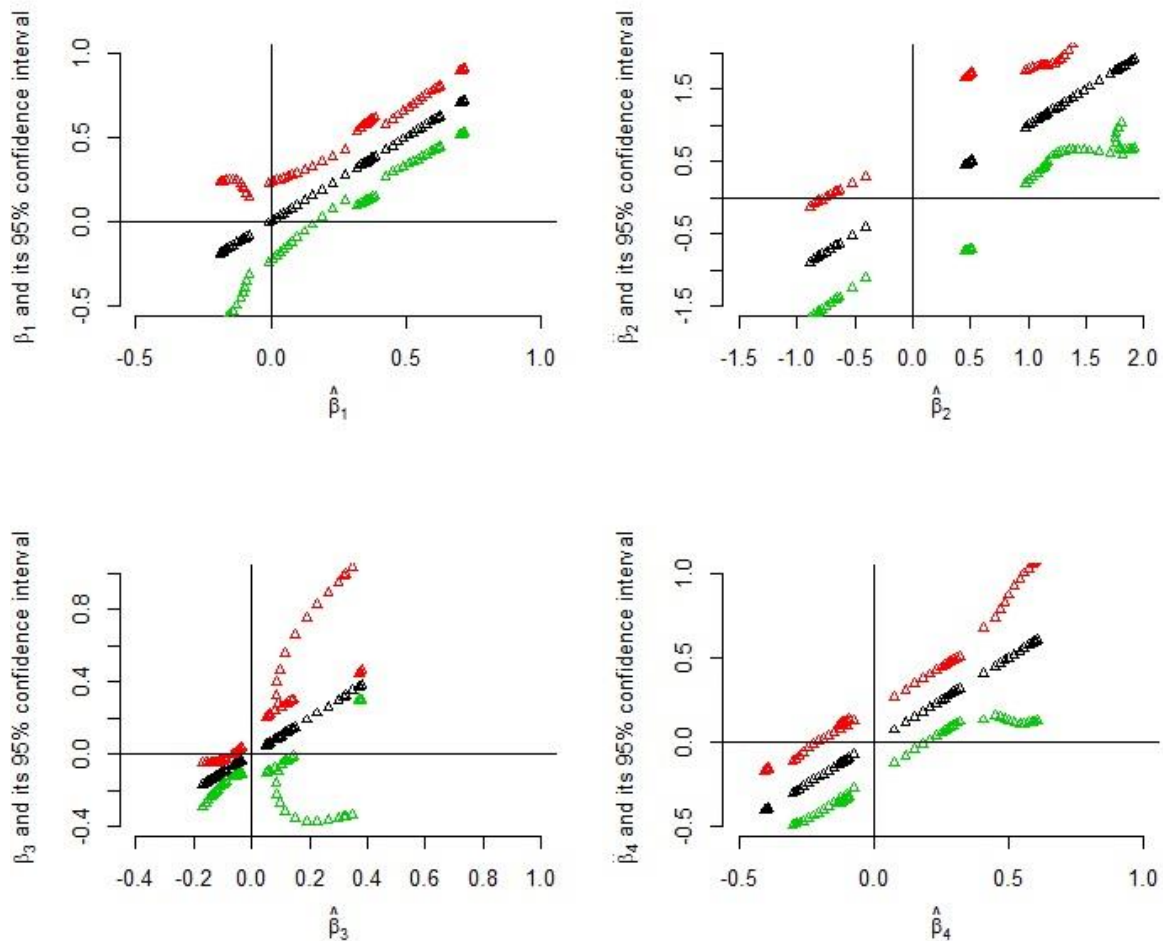 β1 and its 95% confidence interval
1.0
0.5
0.0
-0.5
-0.5 0.0 0.5 1.0
β̂1
β̈2 and its 95% confidence interval
1.5
0.5
-0.5
-1.5
-1.5 -1.0 -0.5 0.0 0.5 1.0 1.5 2.0
β̂2
β3 and its 95% confidence interval
0.8
0.4
0.0
-0.4
-0.4 -0.2 0.0 0.2 0.4 0.6 0.8 1.0
β̂3
β̈4 and its 95% confidence interval
1.0
0.5
0.0
-0.5
-0.5 0.0 0.5 1.0
β̂4